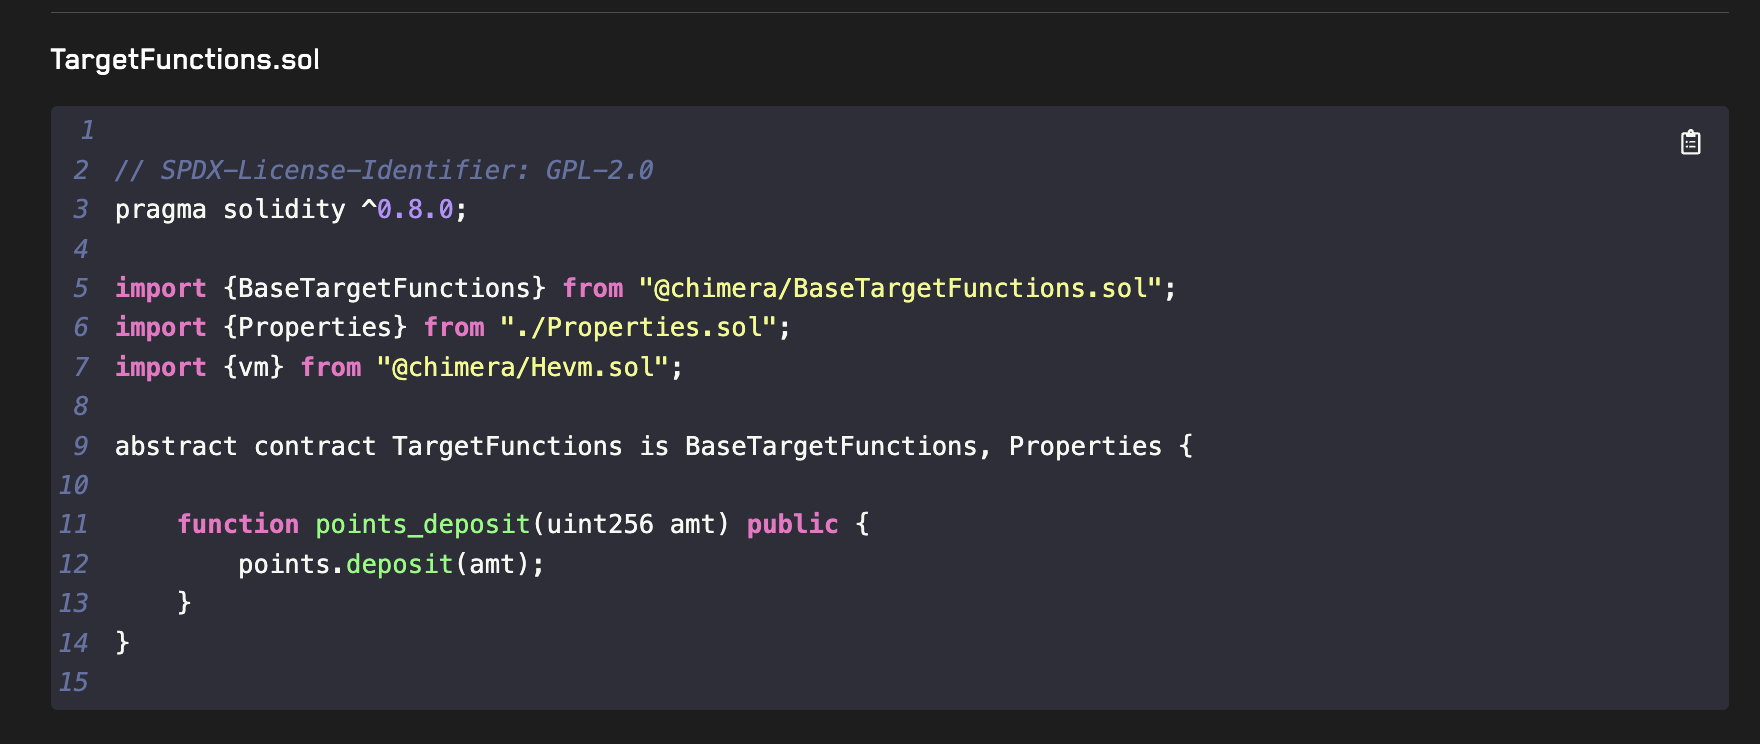 TargetFunctions.sol
1
2 // SPDX-License-Identifier: GPL-2.0
3 pragma solidity ^0.8.0;
4
5 import {BaseTargetFunctions} from "@chimera/BaseTargetFunctions.sol";
6 import {Properties} from "./Properties.sol";
7 import {vm} from "@chimera/Hevm.sol";
8
9 abstract contract TargetFunctions is BaseTargetFunctions, Properties {
10
11     function points_deposit(uint256 amt) public {
12         points.deposit(amt);
13     }
14 }
15